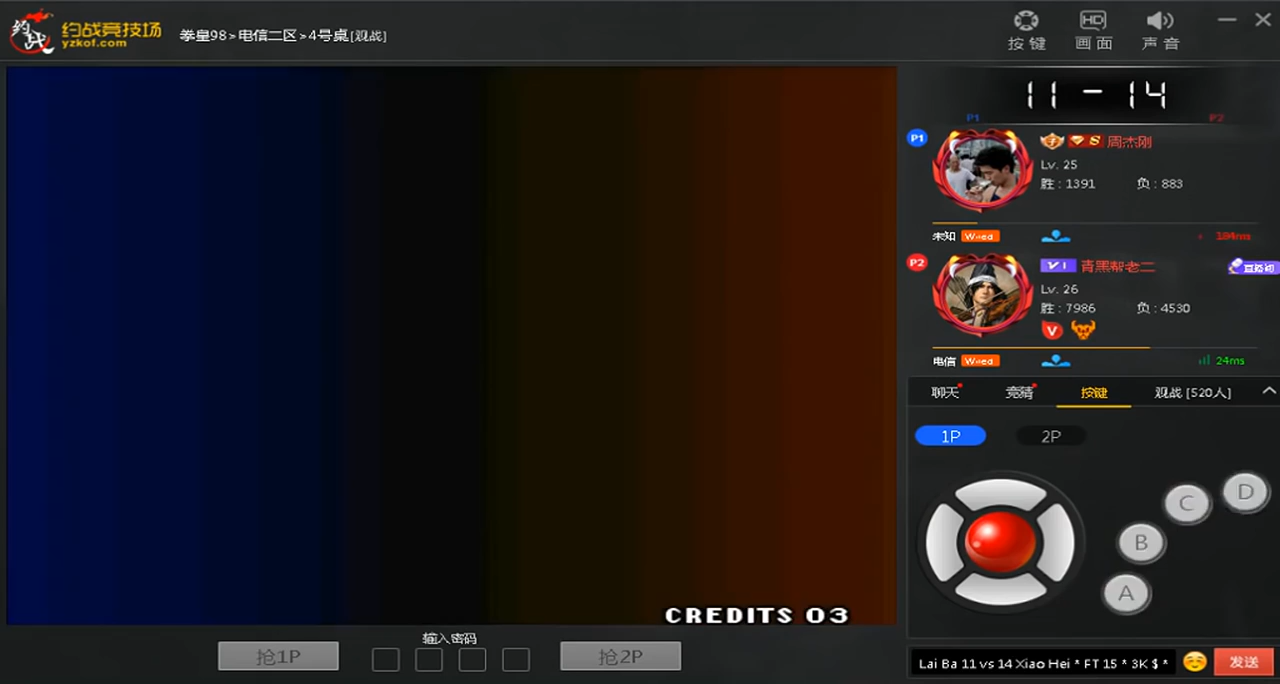 约战竞技场
yzkof.com
拳皇98>电信二区>4号桌[观战]
HD
按键 画面 声音
11 - 14
P1 P2
P1 S 周杰刚
Lv. 25
胜：1391 负：883
未知 Wired 184ms
P2 V I 青黑帮老二
Lv. 26
胜：7986 负：4530
V
电信 Wired 24ms
聊天 竞猜 按键 观战 [520人]
1P 2P
D
C
B
A
CREDITS 03
输入密码
抢1P 抢2P
Lai Ba 11 vs 14 Xiao Hei * FT 15 * 3K $ * 发送